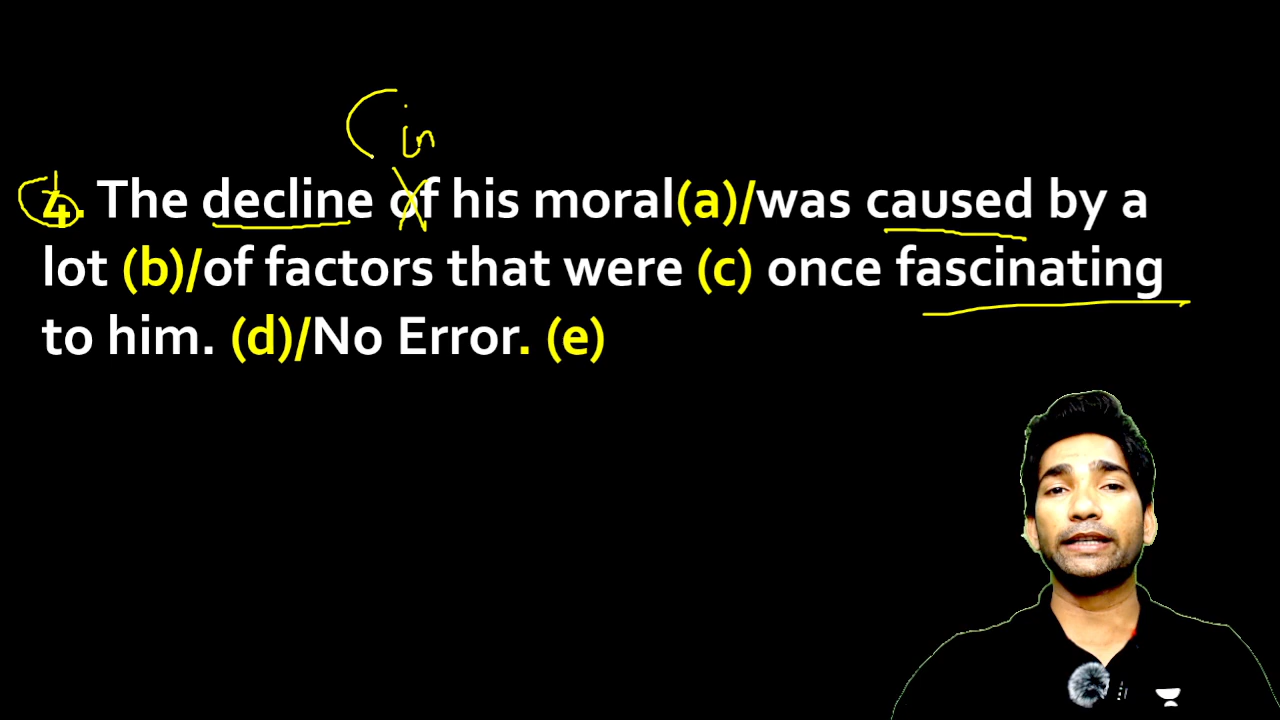 in
4. The decline of his moral(a)/was caused by a
lot (b)/of factors that were (c) once fascinating
to him. (d)/No Error. (e)